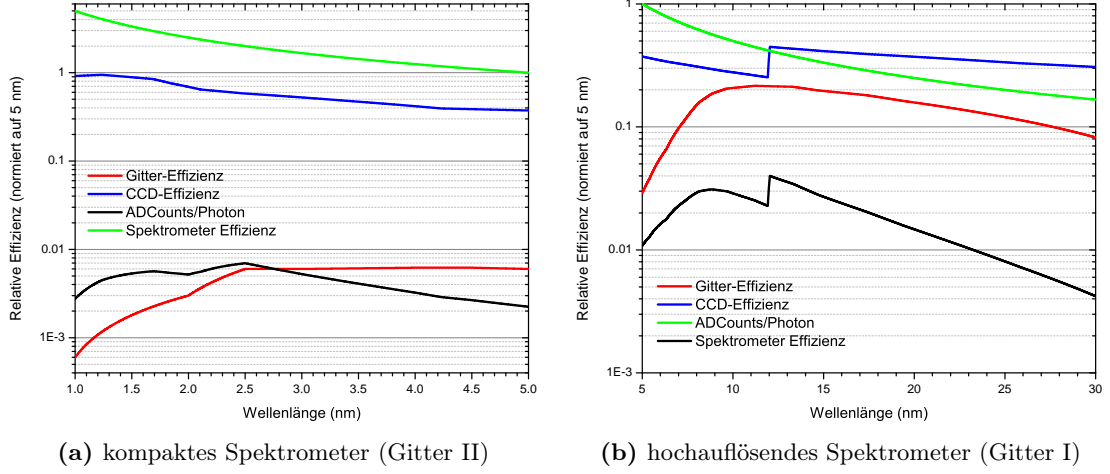 Relative Effizienz (normiert auf 5 nm)
1
0.1
0.01
1E-3
Gitter-Effizienz
CCD-Effizienz
ADCounts/Photon
Spektrometer Effizienz
1.0 1.5 2.0 2.5 3.0 3.5 4.0 4.5 5.0
Wellenlänge (nm)
(a) kompaktes Spektrometer (Gitter II)
Relative Effizienz (normiert auf 5 nm)
1
0.1
0.01
1E-3
Gitter-Effizienz
CCD-Effizienz
ADCounts/Photon
Spektrometer Effizienz
5 10 15 20 25 30
Wellenlänge (nm)
(b) hochauflösendes Spektrometer (Gitter I)